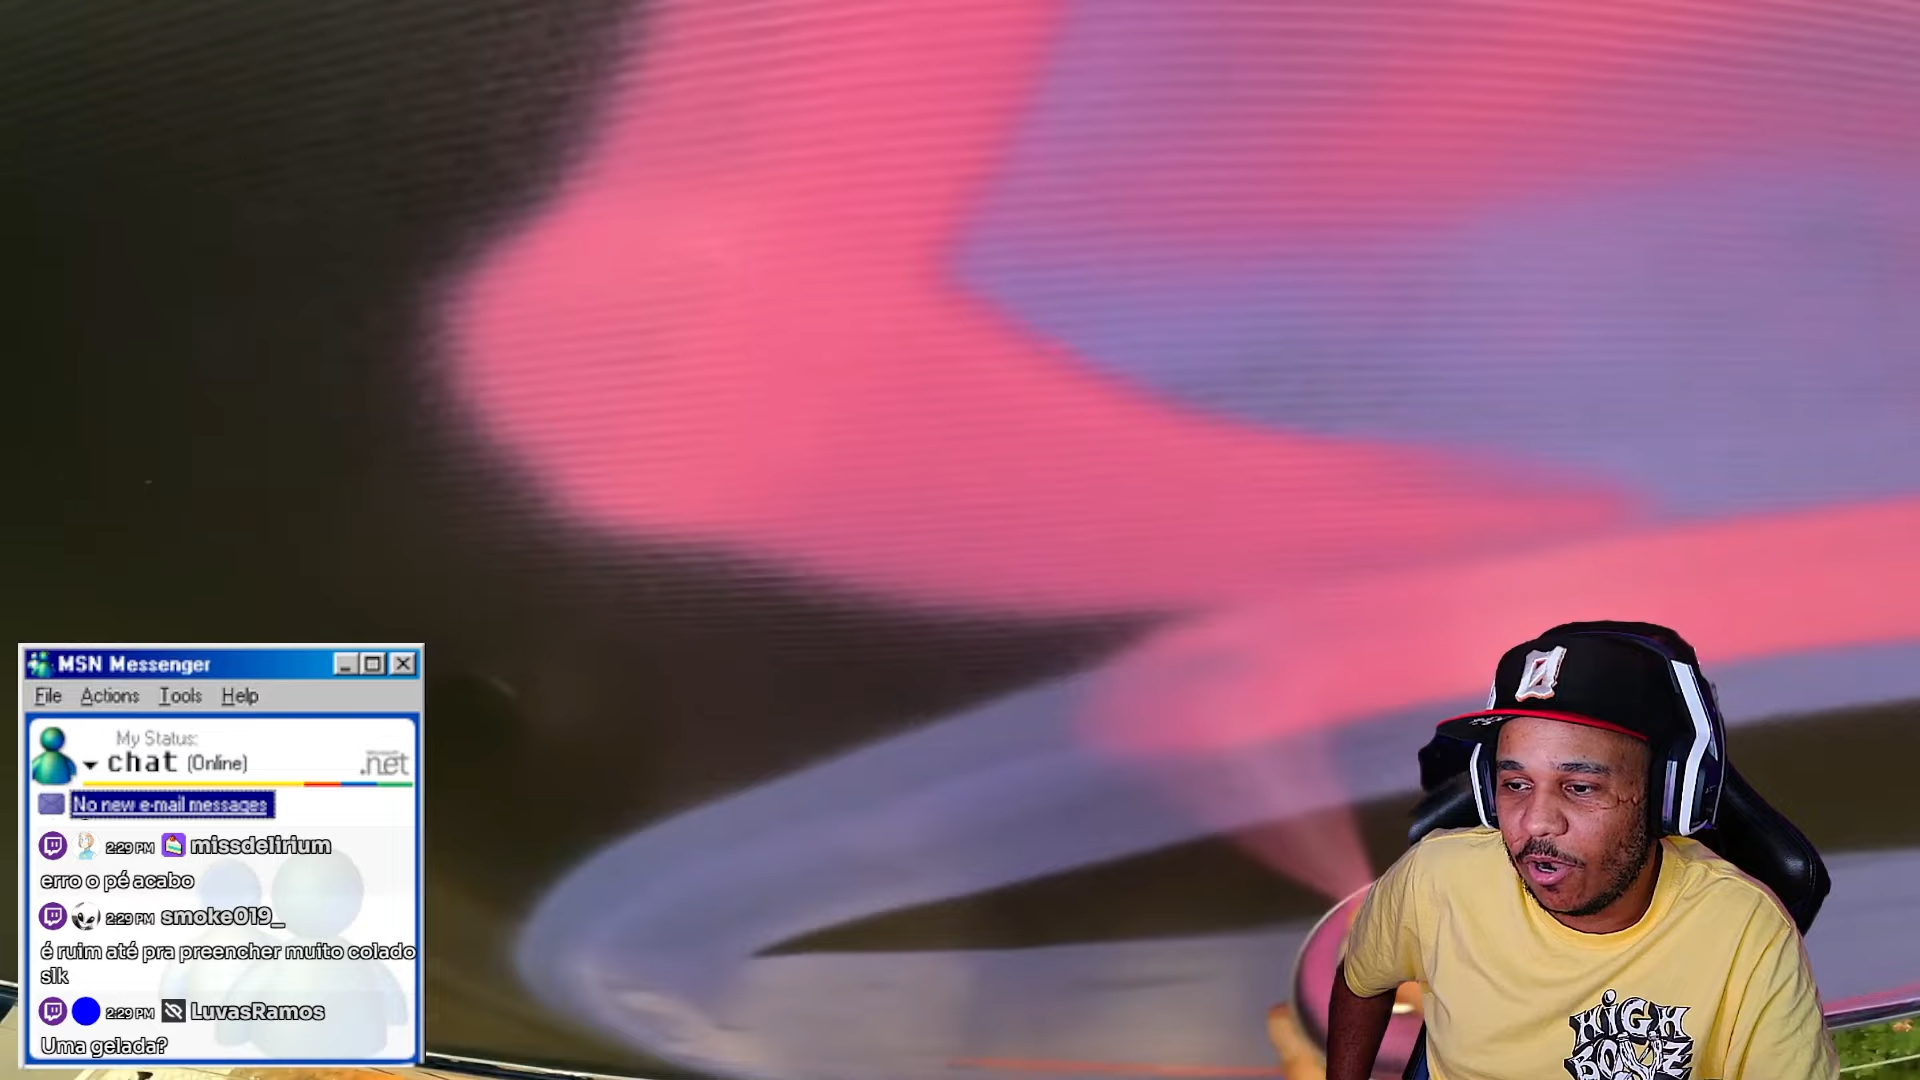 MSN Messenger
File Actions Tools Help
My Status:
chat (Online)
.net
No new e-mail messages
2:29 PM missdelirium
erro o pé acabo
2:29 PM smoke019_
é ruim até pra preencher muito colado
slk
2:29 PM LuvasRamos
Uma gelada?
HIGH